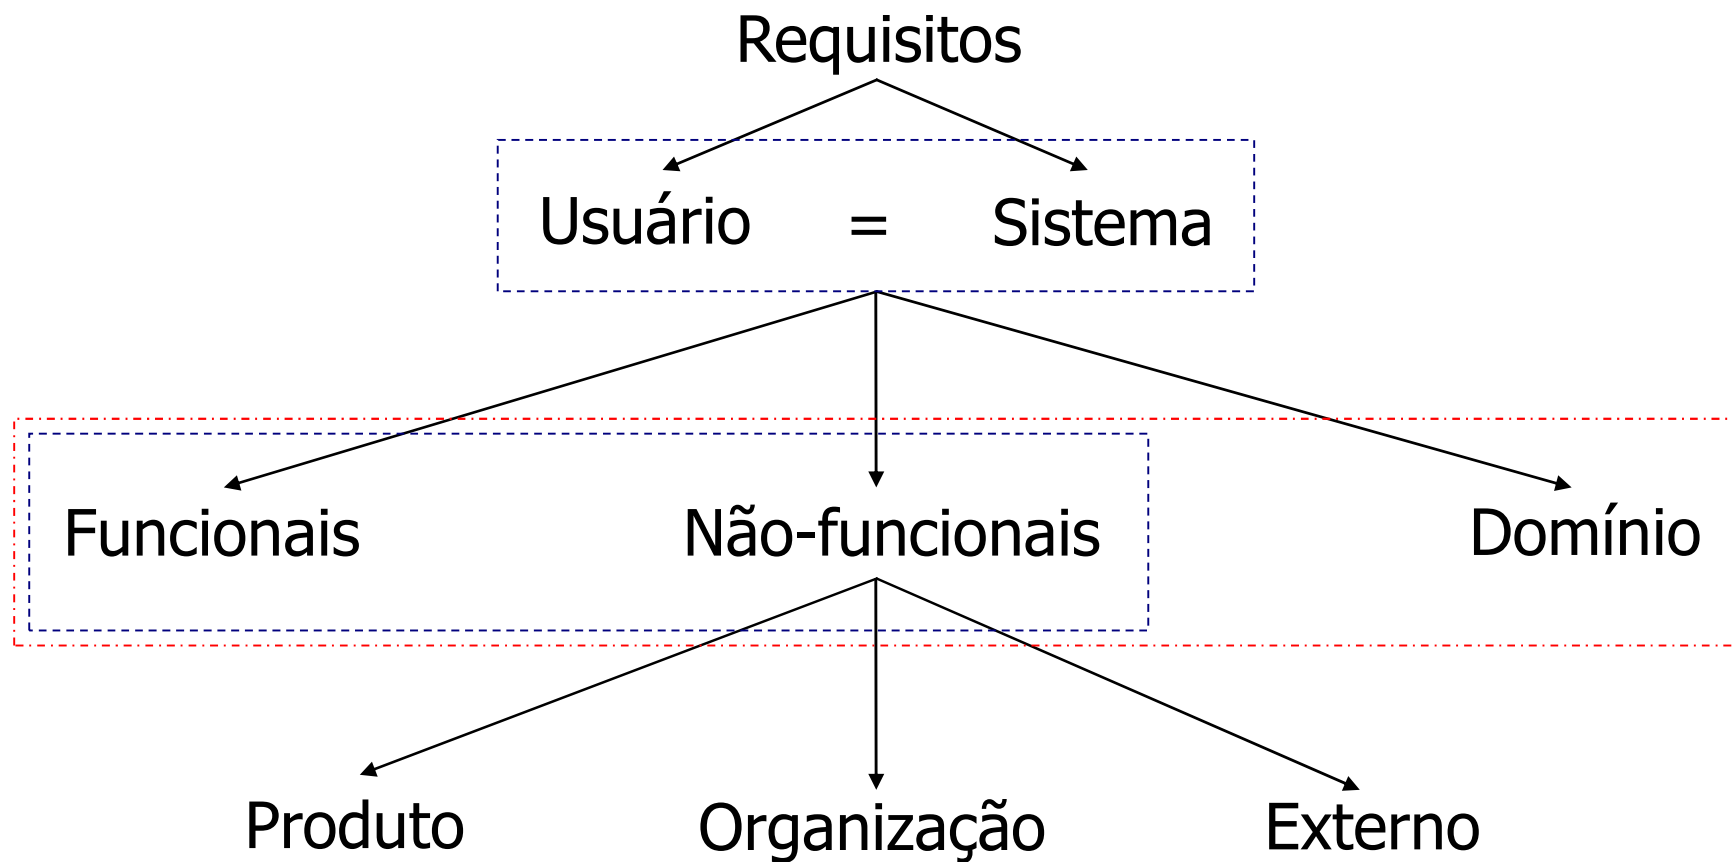 Requisitos
Usuário = Sistema
Funcionais Não-funcionais Domínio
Produto Organização Externo